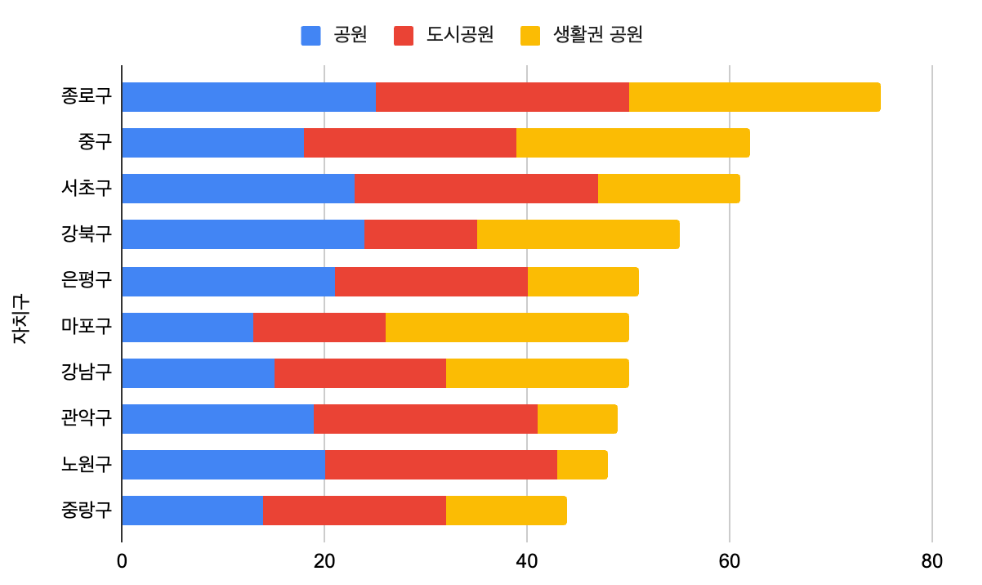 공원 도시공원 생활권 공원
종로구
중구
서초구
강북구
은평구
마포구
강남구
관악구
노원구
중랑구
자치구
0 20 40 60 80